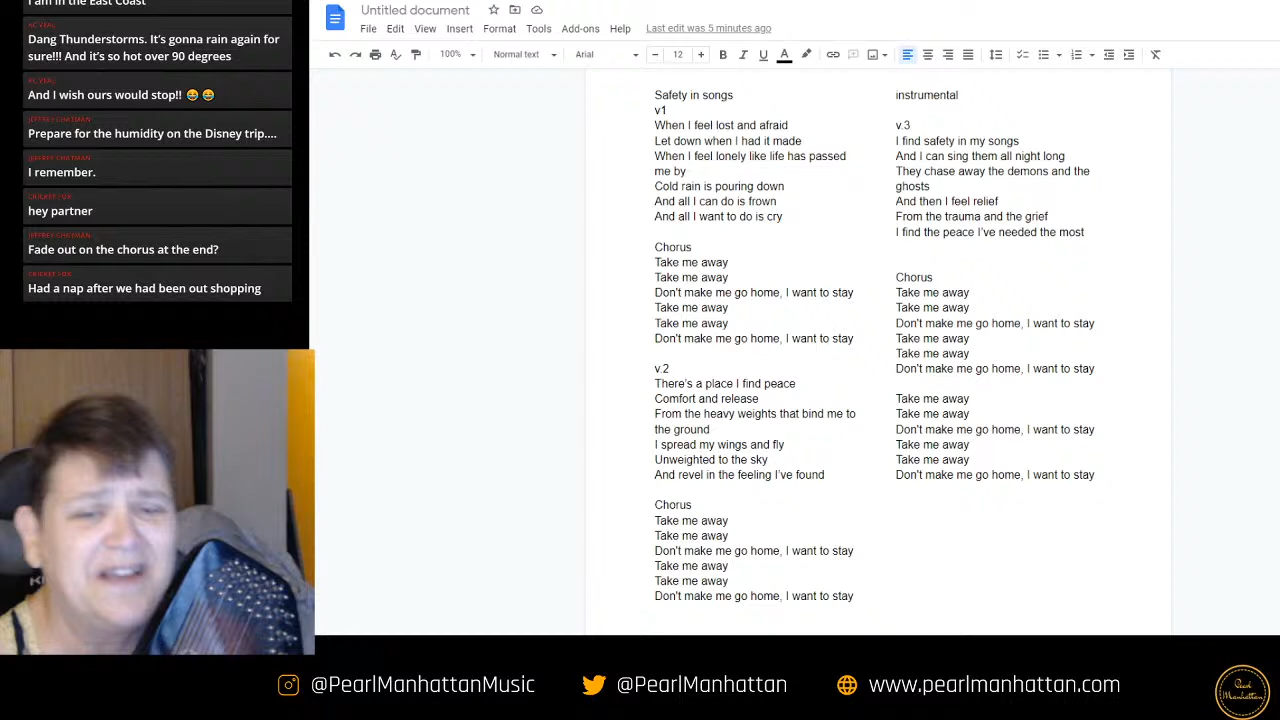 I am in the East Coast
Dang Thunderstorms. It's gonna rain again for
sure!!! And it's so hot over 90 degrees
And I wish ours would stop!!
JEFFREY CHATMAN
Prepare for the humidity on the Disney trip....
JEFFREY CHATMAN
I remember.
hey partner
JEFFREY CHATMAN
Fade out on the chorus at the end?
Had a nap after we had been out shopping
Untitled document
File Edit View Insert Format Tools Add-ons Help Last edit was 5 minutes ago
100% Normal text Arial 12 B I U A
Safety in songs
v1
When I feel lost and afraid
Let down when I had it made
When I feel lonely like life has passed
me by
Cold rain is pouring down
And all I can do is frown
And all I want to do is cry
Chorus
Take me away
Take me away
Don't make me go home, I want to stay
Take me away
Take me away
Don't make me go home, I want to stay
v.2
There's a place I find peace
Comfort and release
From the heavy weights that bind me to
the ground
I spread my wings and fly
Unweighted to the sky
And revel in the feeling I've found
Chorus
Take me away
Take me away
Don't make me go home, I want to stay
Take me away
Take me away
Don't make me go home, I want to stay
instrumental
v.3
I find safety in my songs
And I can sing them all night long
They chase away the demons and the
ghosts
And then I feel relief
From the trauma and the grief
I find the peace I've needed the most
Chorus
Take me away
Take me away
Don't make me go home, I want to stay
Take me away
Take me away
Don't make me go home, I want to stay
Take me away
Take me away
Don't make me go home, I want to stay
Take me away
Take me away
Don't make me go home, I want to stay
@PearlManhattanMusic @PearlManhattan www.pearlmanhattan.com
Pearl
Manhattan